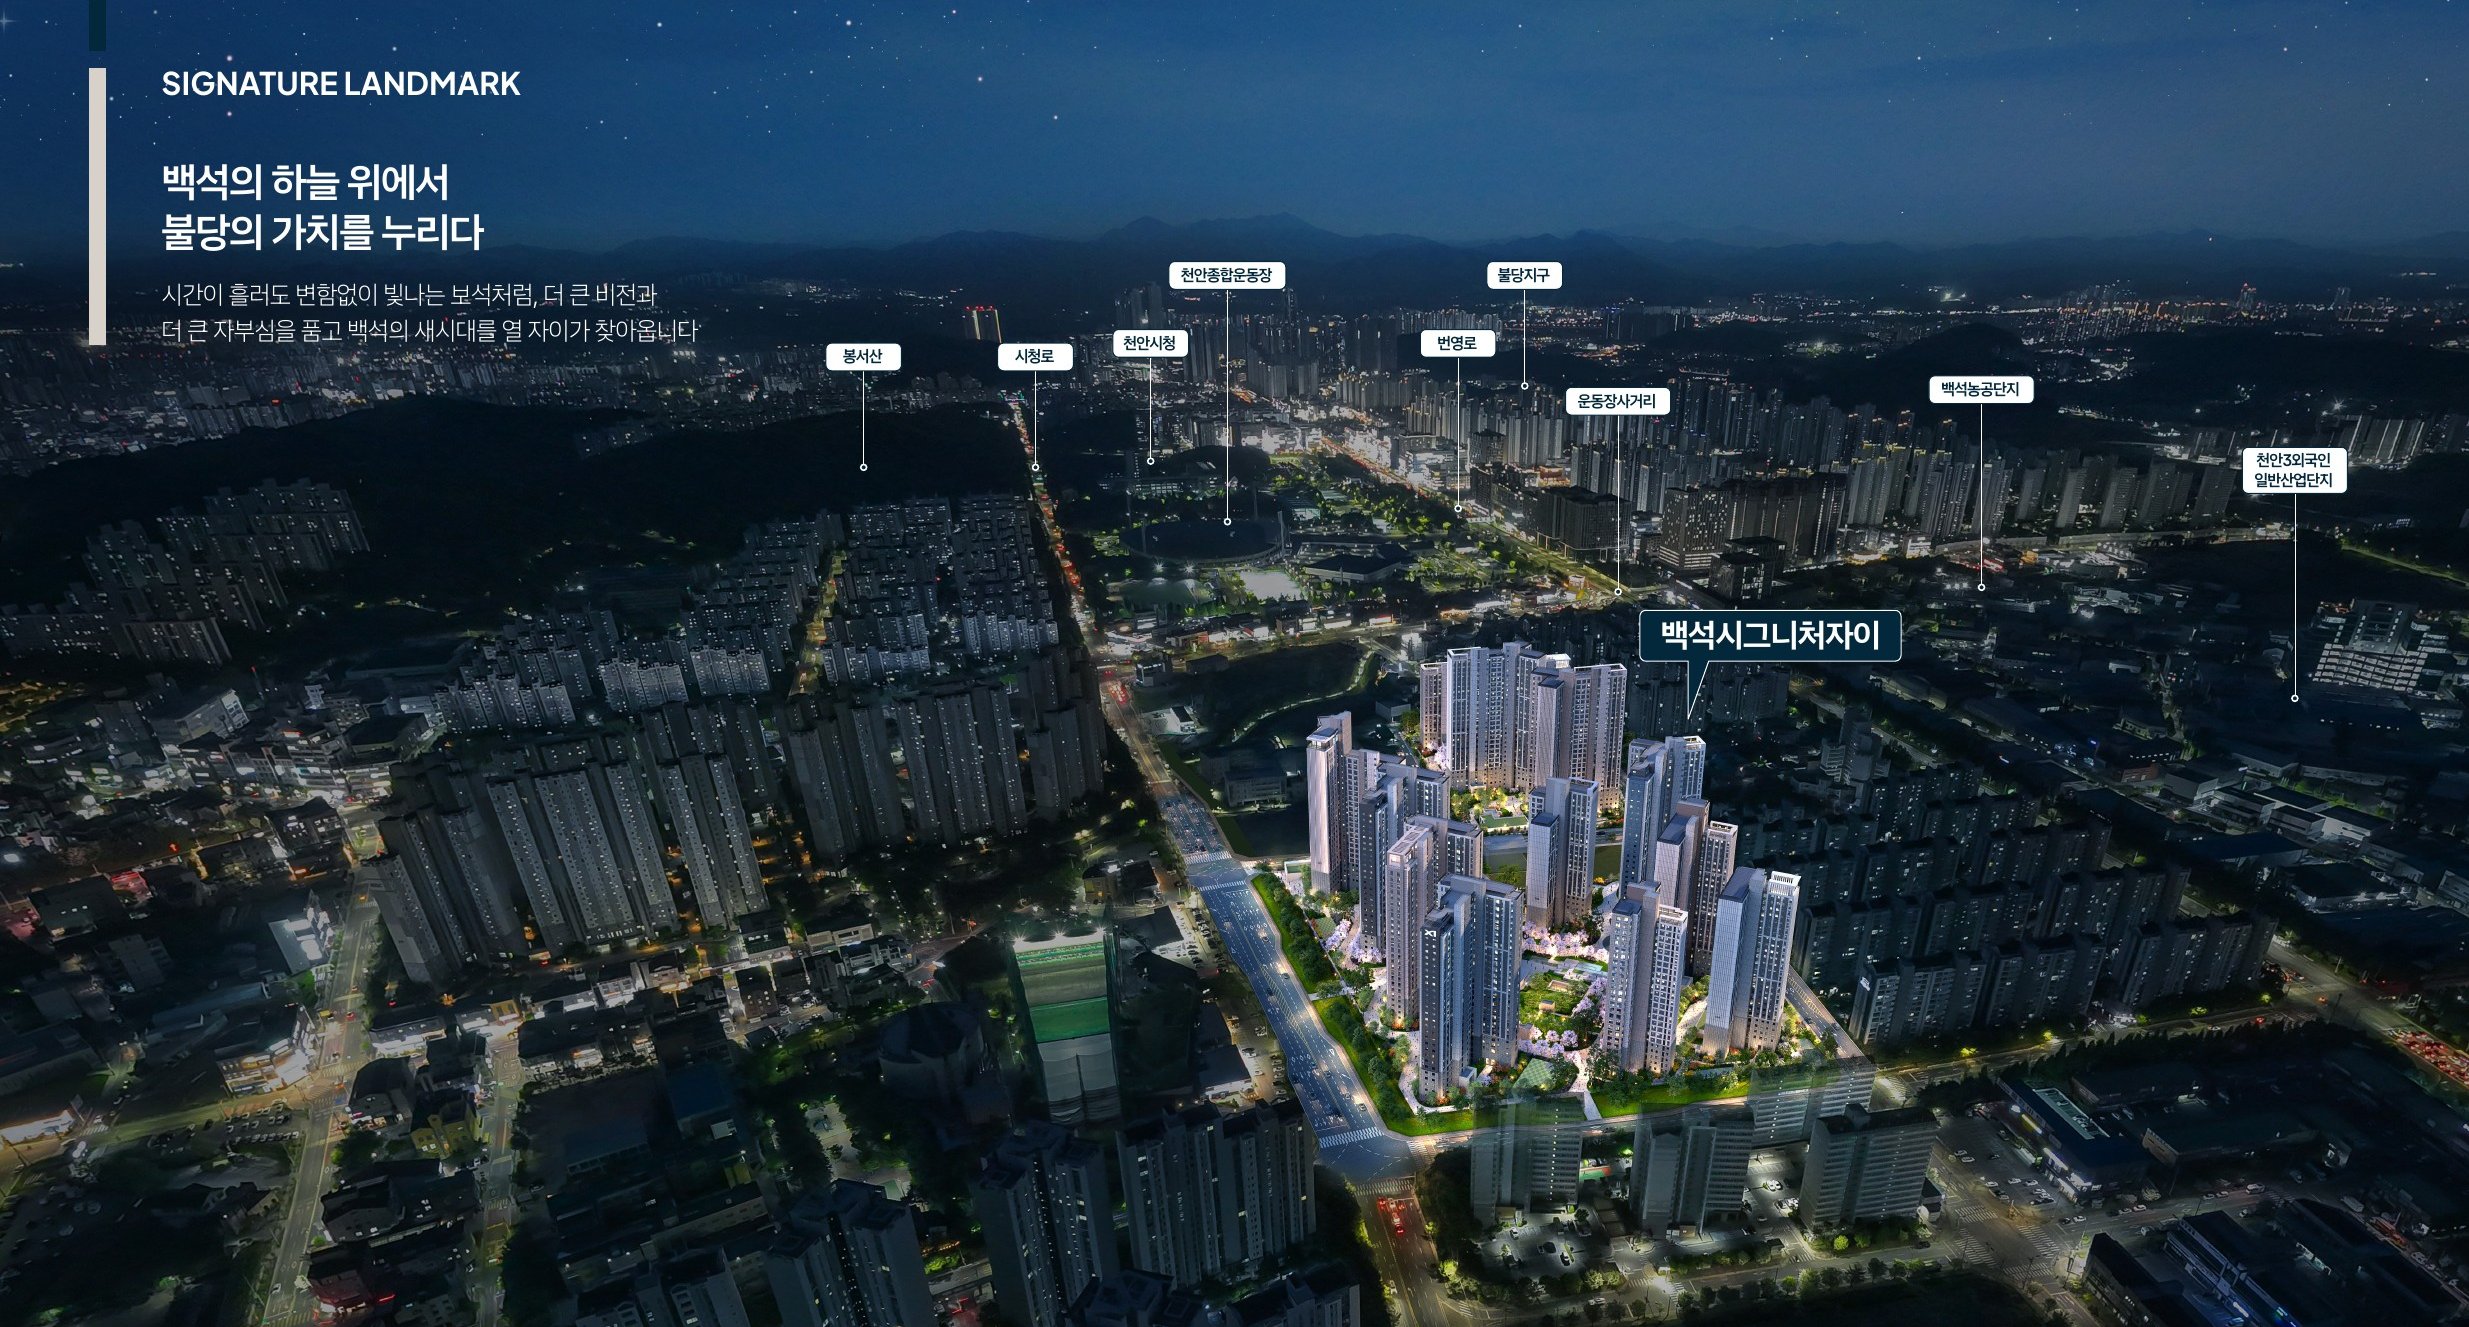 SIGNATURE LANDMARK
백석의 하늘 위에서
불당의 가치를 누리다
시간이 흘러도 변함없이 빛나는 보석처럼, 더 큰 비전과
더 큰 자부심을 품고 백석의 새시대를 열 자이가 찾아옵니다
천안종합운동장
불당지구
천안시청
번영로
봉서산
시청로
백석농공단지
운동장사거리
천안3외국인
일반산업단지
백석시그니처자이
XI